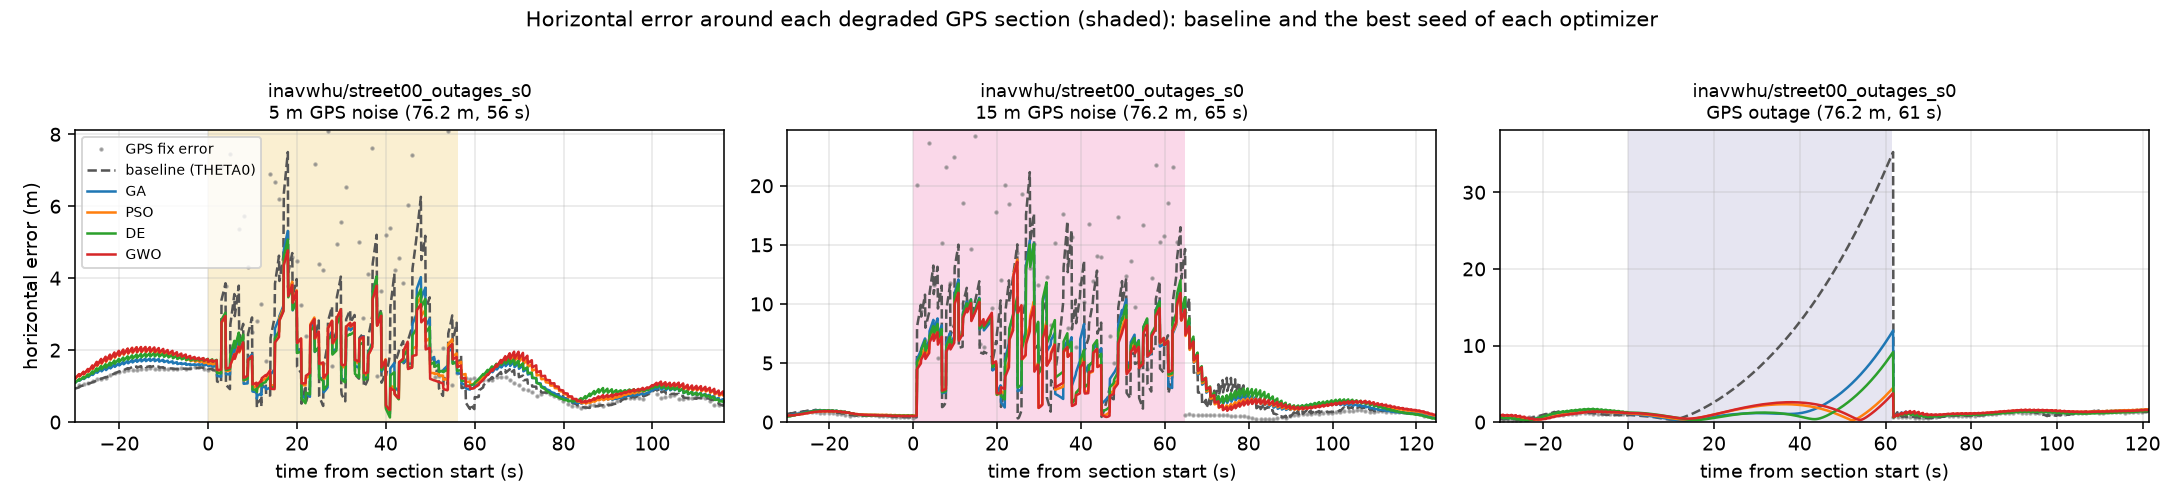 Horizontal error around each degraded GPS section (shaded): baseline and the best seed of each optimizer
inavwhu/street00_outages_s0
5 m GPS noise (76.2 m, 56 s)
horizontal error (m)
8
6
4
2
0
GPS fix error
baseline (THETA0)
GA
PSO
DE
GWO
−20 0 20 40 60 80 100
time from section start (s)
inavwhu/street00_outages_s0
15 m GPS noise (76.2 m, 65 s)
20
15
10
5
0
−20 0 20 40 60 80 100 120
time from section start (s)
inavwhu/street00_outages_s0
GPS outage (76.2 m, 61 s)
30
20
10
0
−20 0 20 40 60 80 100 120
time from section start (s)